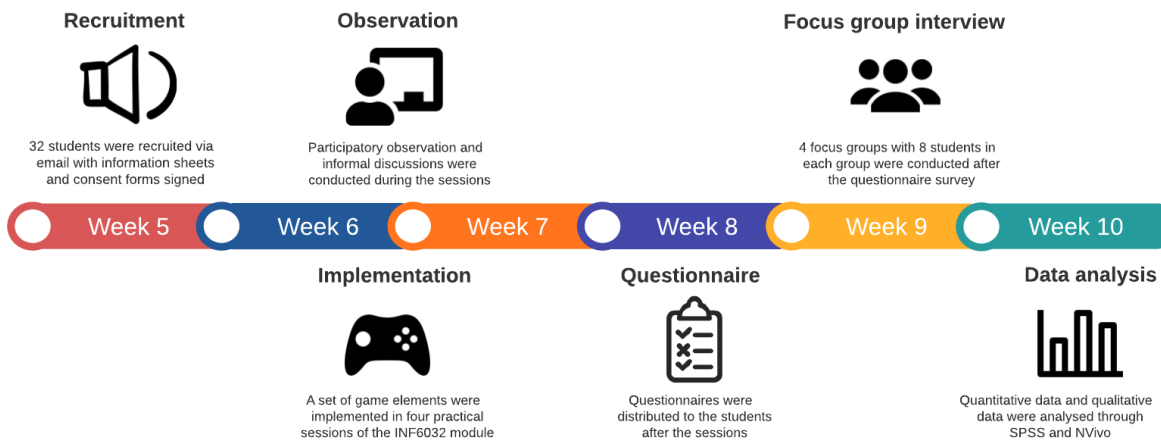 Recruitment
32 students were recruited via
email with information sheets
and consent forms signed
Observation
Participatory observation and
informal discussions were
conducted during the sessions
Focus group interview
4 focus groups with 8 students in
each group were conducted after
the questionnaire survey
Week 5
Week 6
Week 7
Week 8
Week 9
Week 10
Implementation
A set of game elements were
implemented in four practical
sessions of the INF6032 module
Questionnaire
Questionnaires were
distributed to the students
after the sessions
Data analysis
Quantitative data and qualitative
data were analysed through
SPSS and NVivo